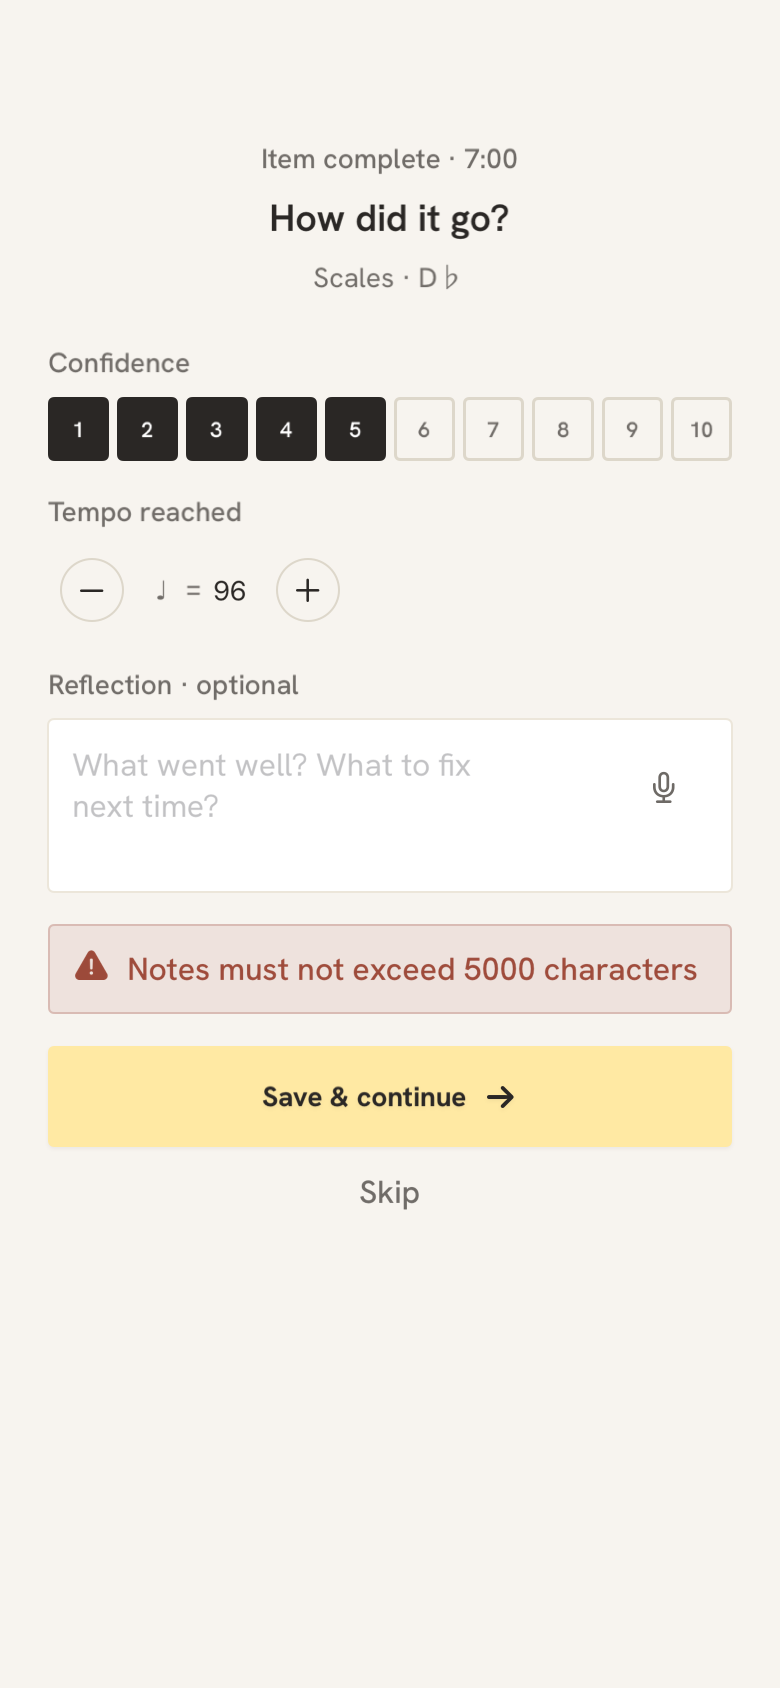 Item complete · 7:00
How did it go?
Scales · D♭
Confidence
1 2 3 4 5 6 7 8 9 10
Tempo reached
− ♩ = 96 +
Reflection · optional
What went well? What to fix
next time?
Notes must not exceed 5000 characters
Save & continue →
Skip